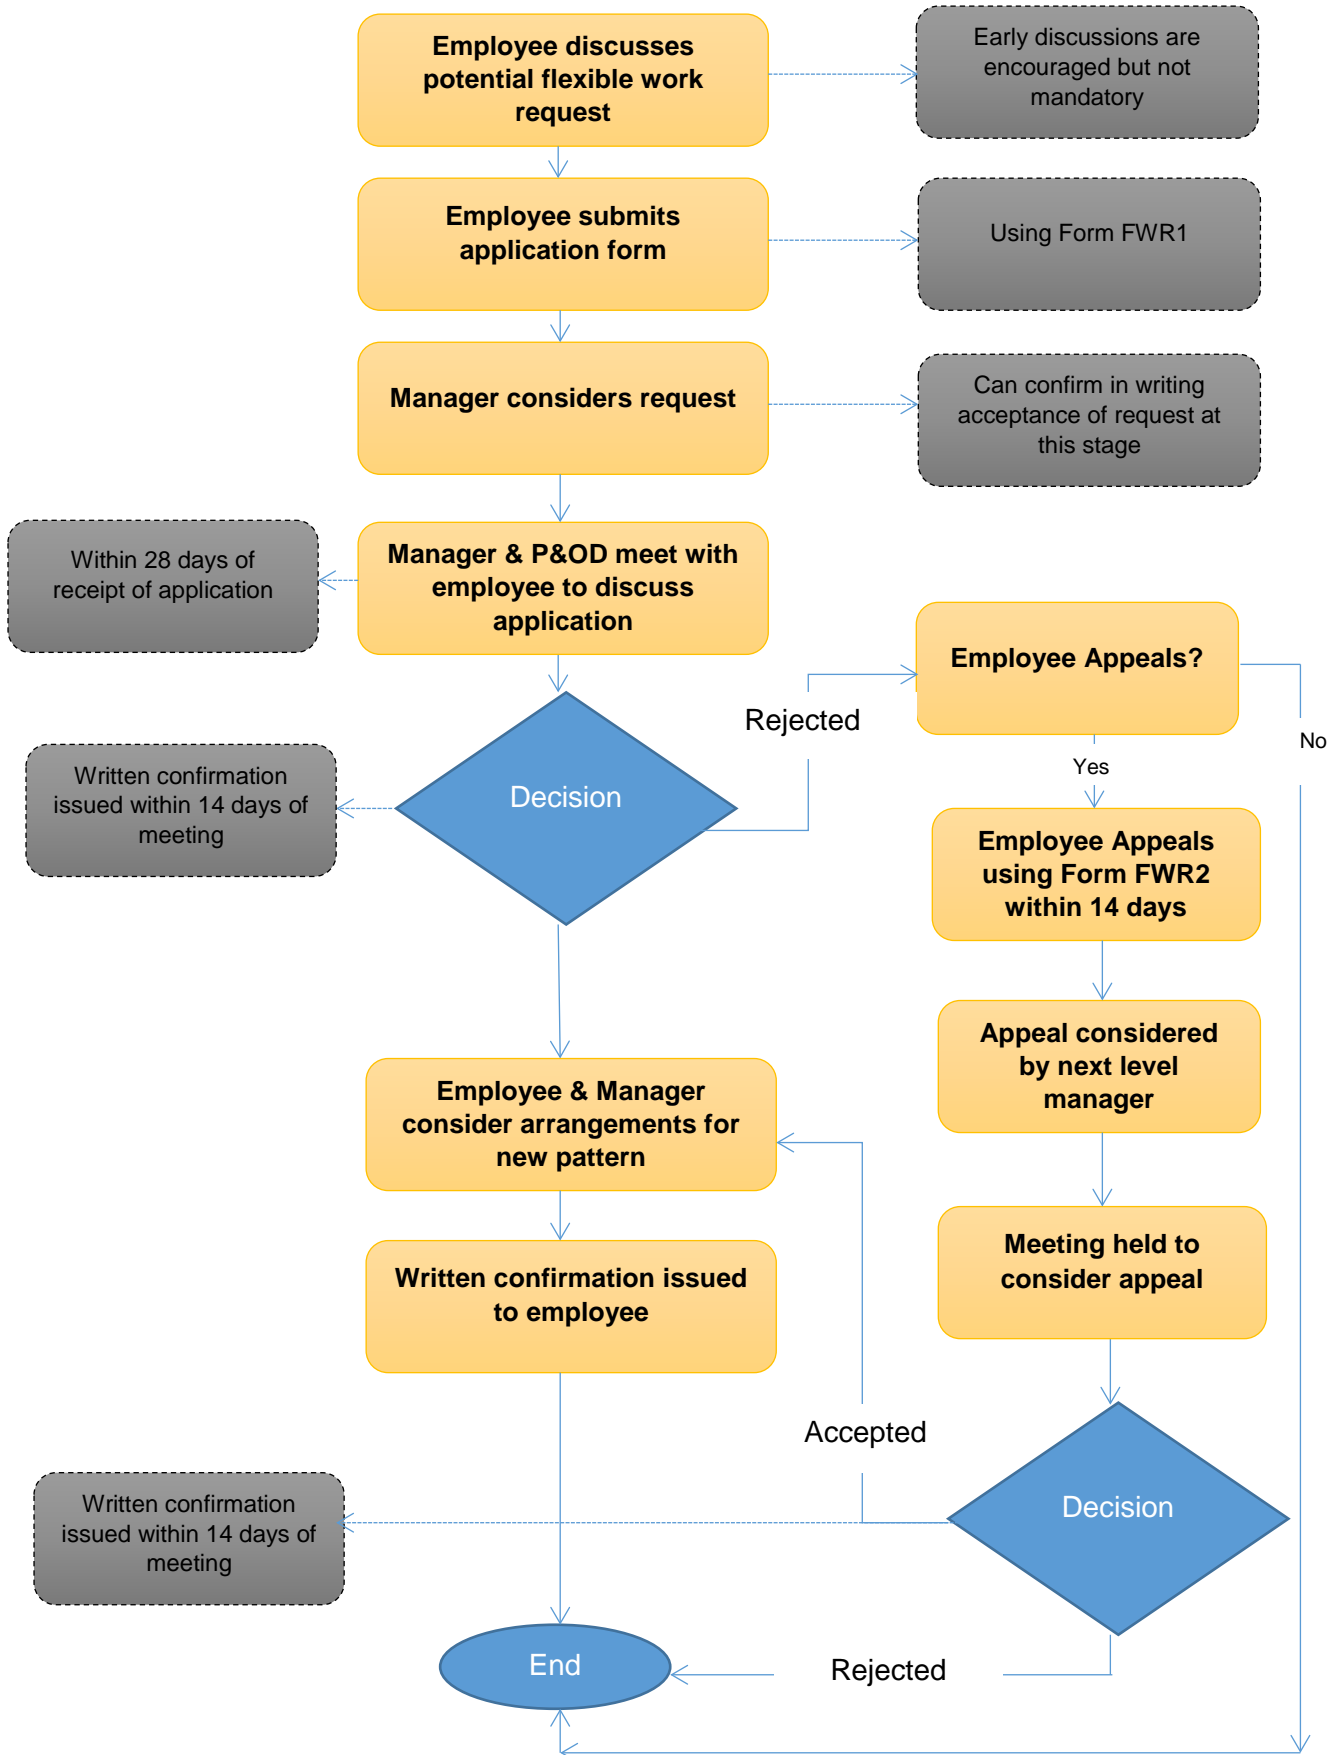 Employee discusses
potential flexible work
request
Early discussions are
encouraged but not
mandatory
Employee submits
application form
Using Form FWR1
Manager considers request
Can confirm in writing
acceptance of request at
this stage
Within 28 days of
receipt of application
Manager & P&OD meet with
employee to discuss
application
Employee Appeals?
Rejected
No
Written confirmation
issued within 14 days of
meeting
Decision
Yes
Employee Appeals
using Form FWR2
within 14 days
Appeal considered
by next level
manager
Employee & Manager
consider arrangements for
new pattern
Meeting held to
consider appeal
Written confirmation issued
to employee
Accepted
Written confirmation
issued within 14 days of
meeting
Decision
End
Rejected